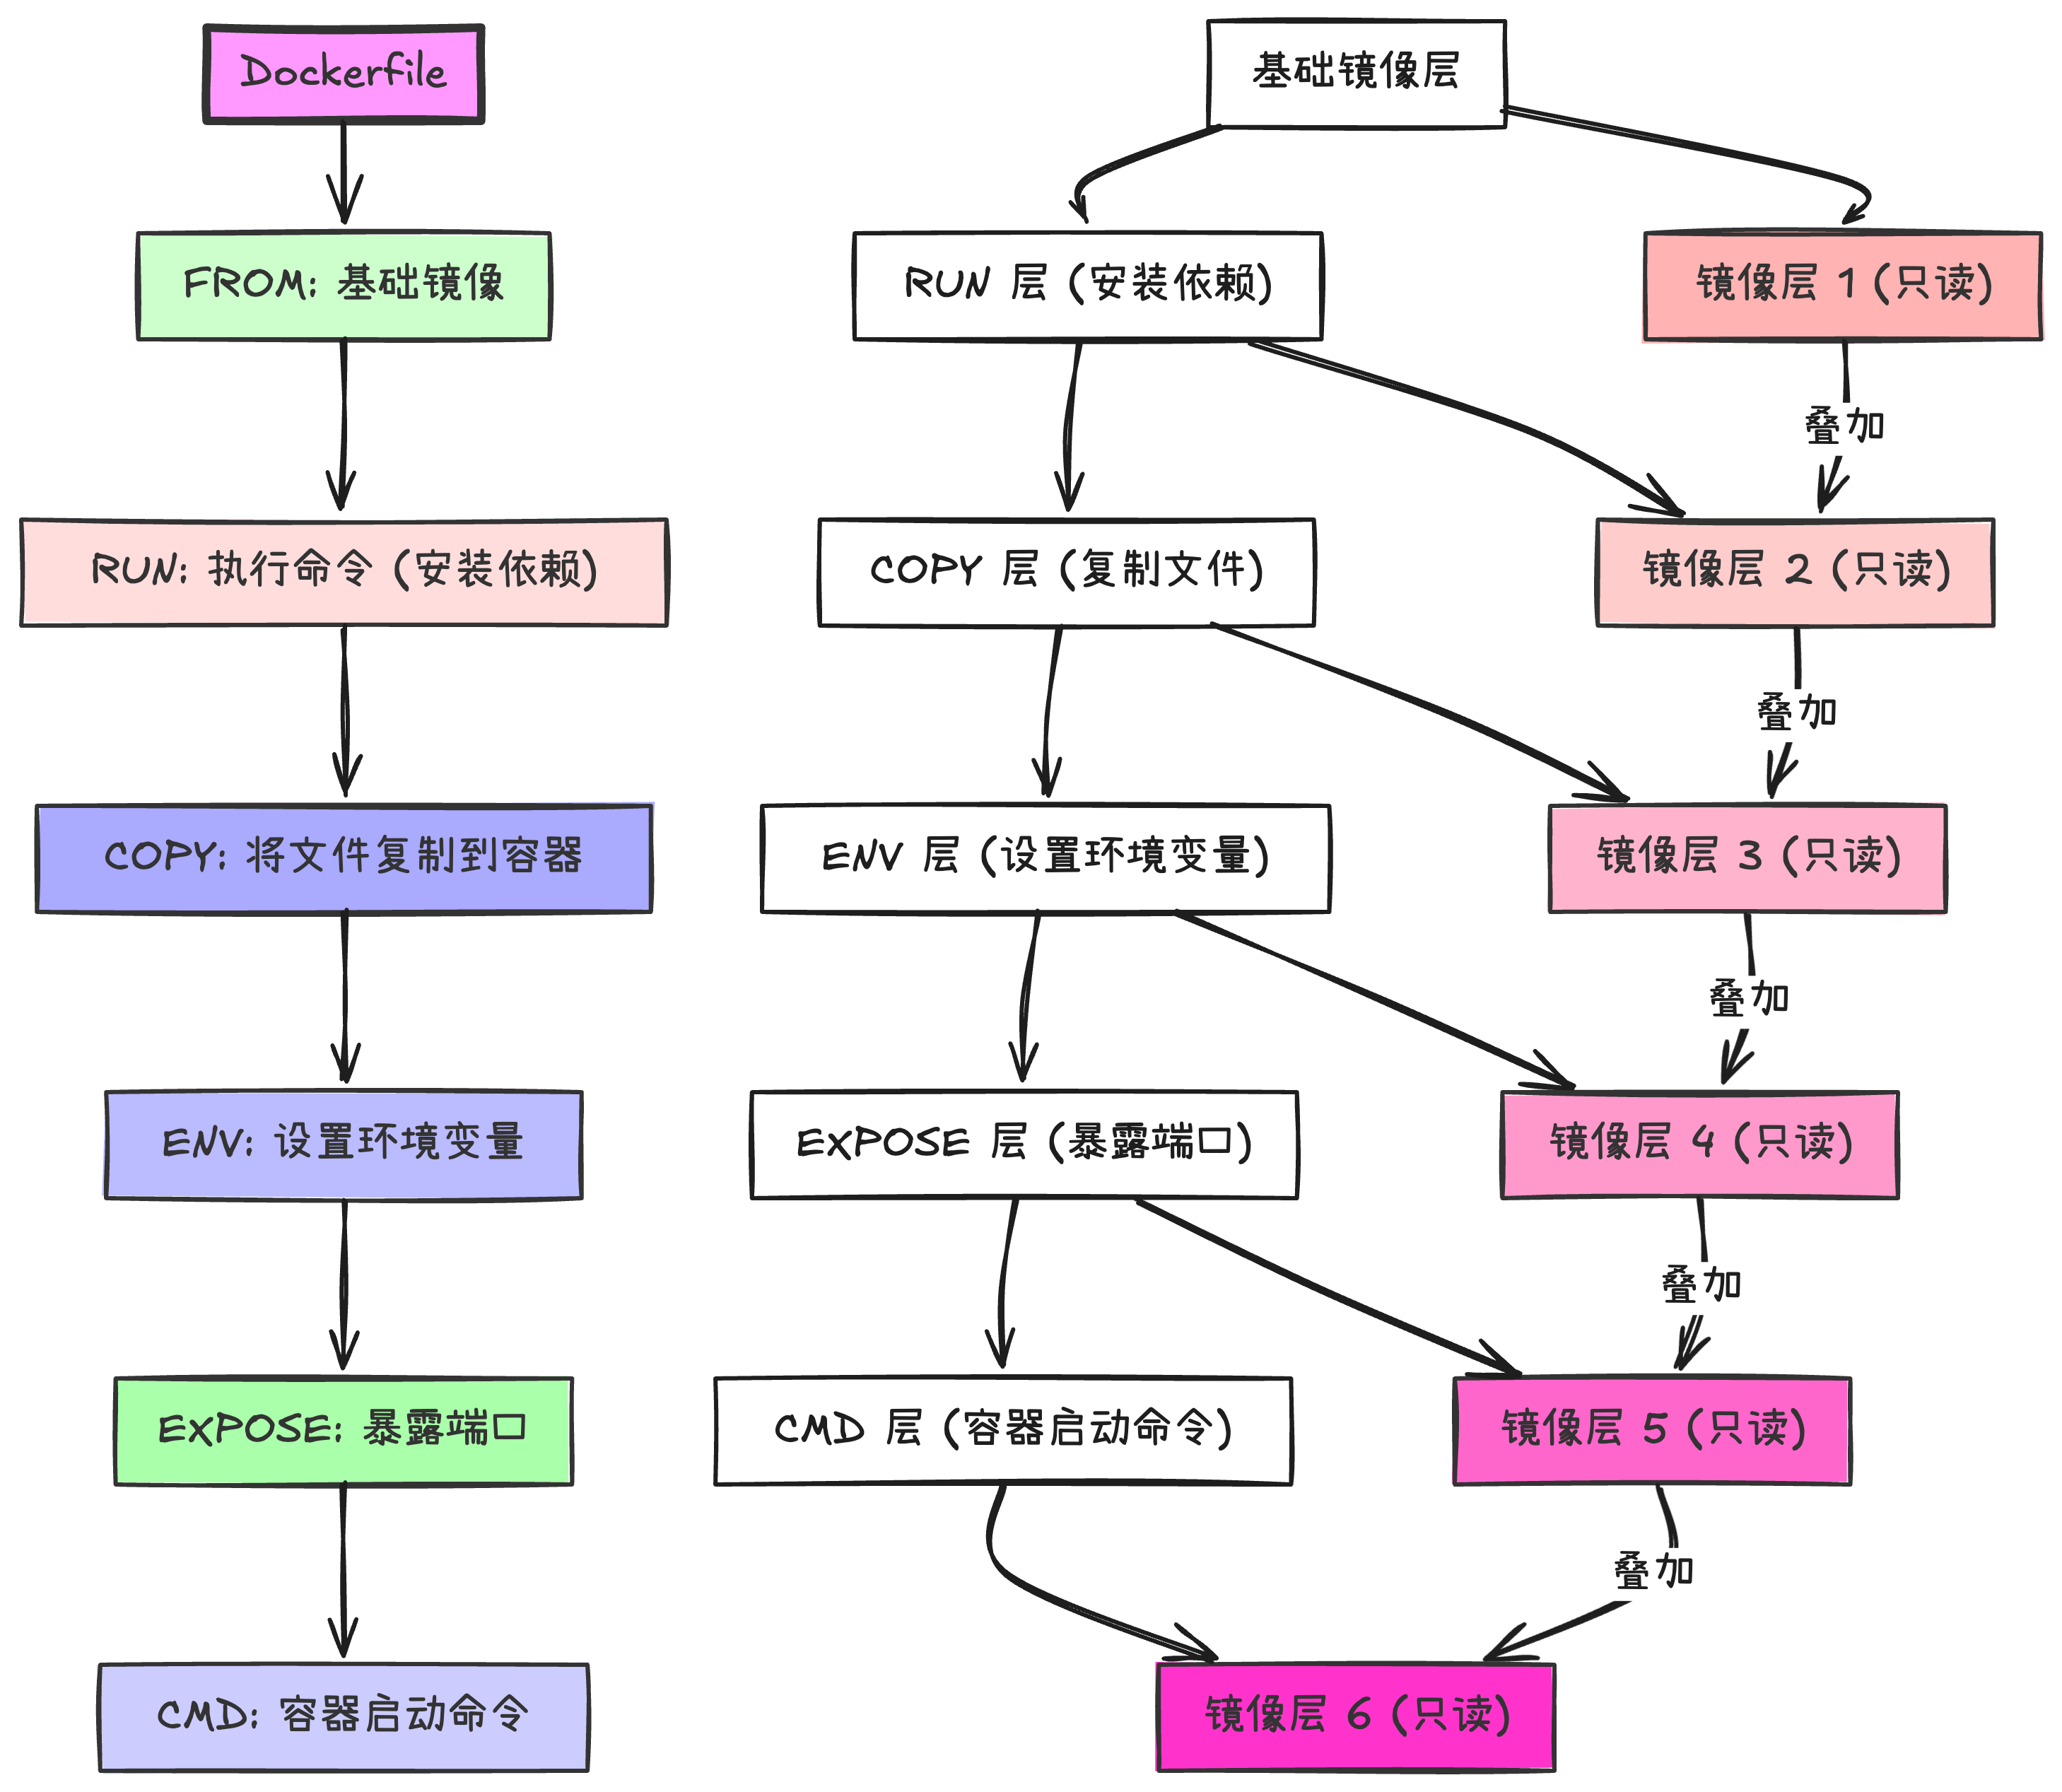 Dockerfile
FROM: 基础镜像
RUN: 执行命令 (安装依赖)
COPY: 将文件复制到容器
ENV: 设置环境变量
EXPOSE: 暴露端口
CMD: 容器启动命令
基础镜像层
RUN 层 (安装依赖)
COPY 层 (复制文件)
ENV 层 (设置环境变量)
EXPOSE 层 (暴露端口)
CMD 层 (容器启动命令)
镜像层 1 (只读)
叠加
镜像层 2 (只读)
叠加
镜像层 3 (只读)
叠加
镜像层 4 (只读)
叠加
镜像层 5 (只读)
叠加
镜像层 6 (只读)